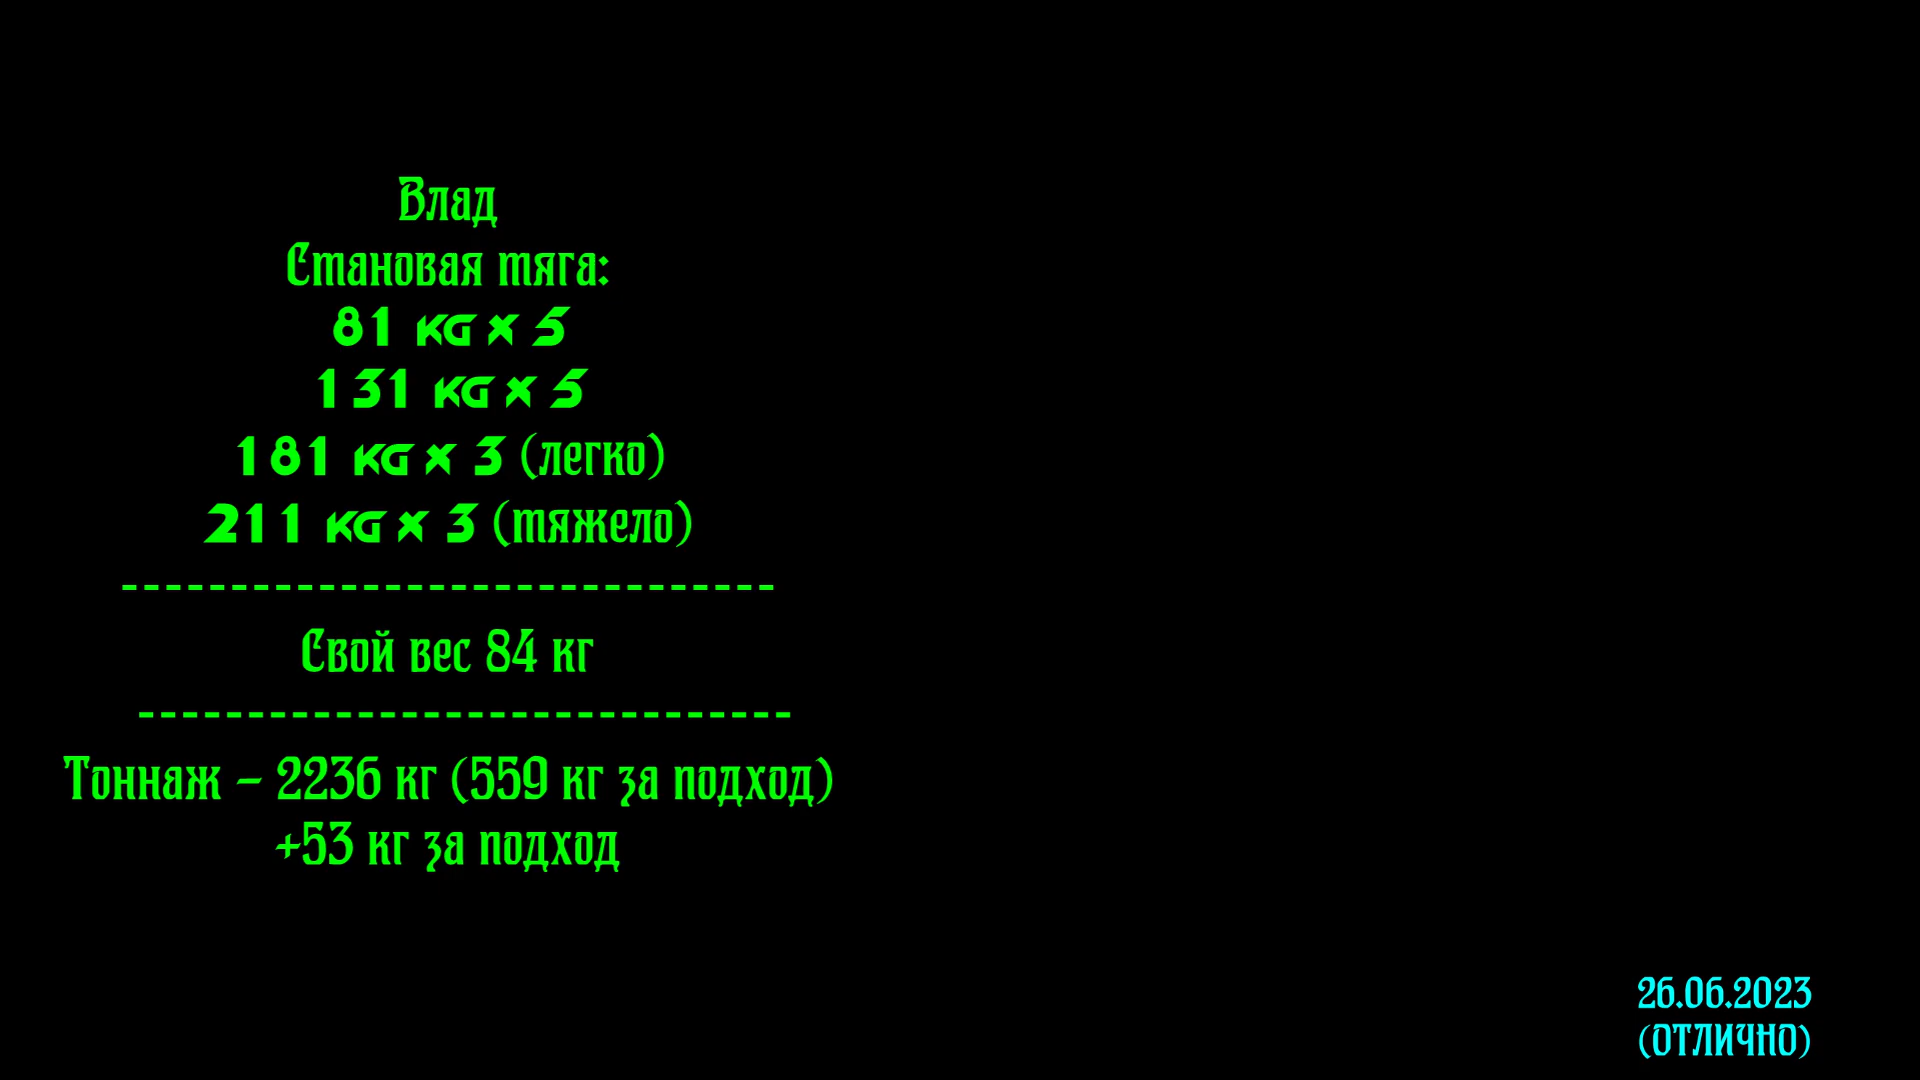 Влад
Становая тяга:
81 KG x 5
131 KG x 5
181 KG x 3 (легко)
211 KG x 3 (тяжело)
------------------------------
Свой вес 84 кг
------------------------------
Тоннаж – 2236 кг (559 кг за подход)
+53 кг за подход
26.06.2023
(ОТЛИЧНО)